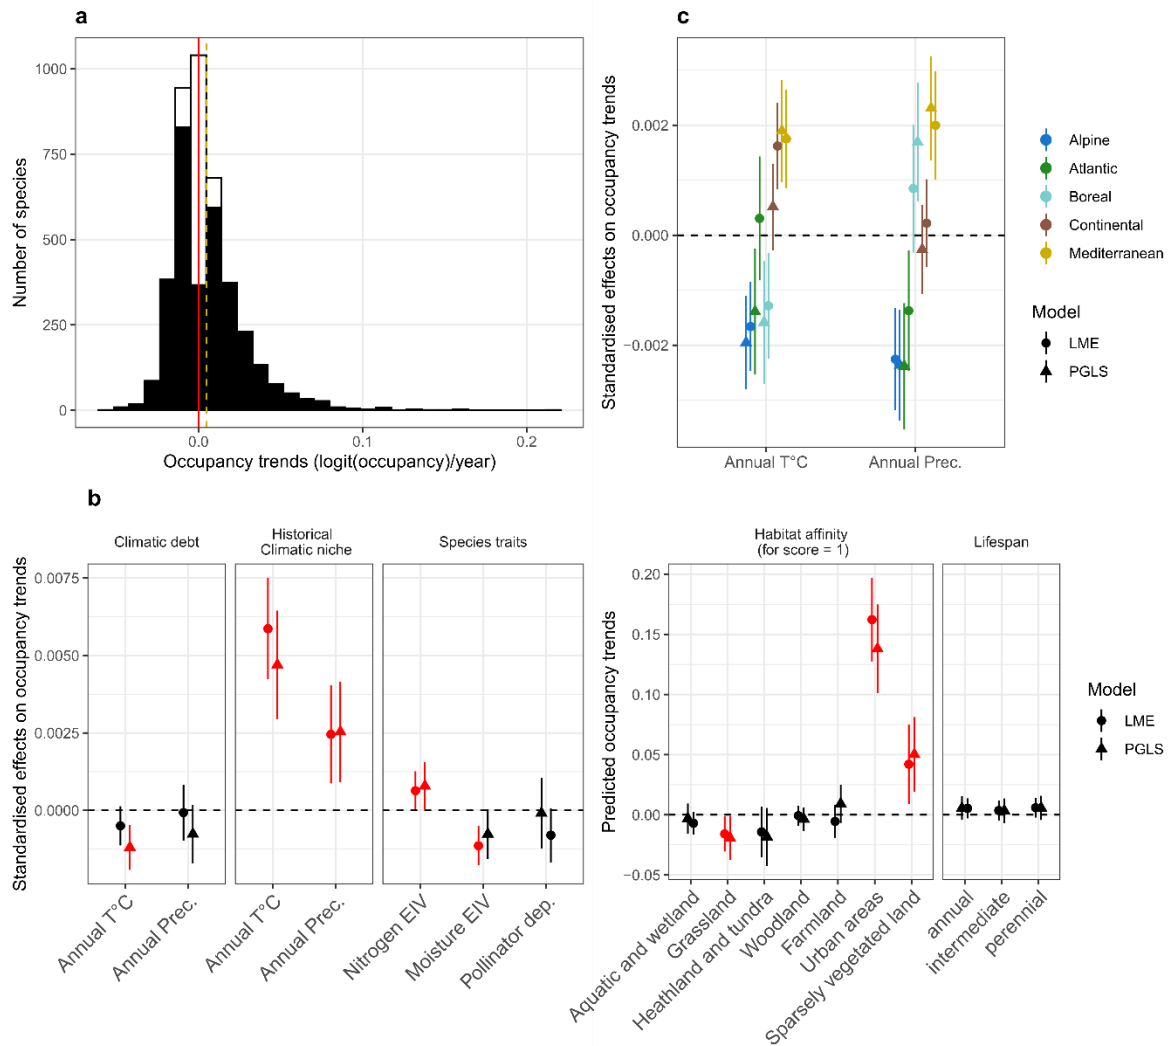 a
Number of species
1000
750
500
250
0
0.0
0.1
0.2
Occupancy trends (logit(occupancy)/year)
c
Standardised effects on occupancy trends
0.002
0.000
−0.002
Annual T°C
Annual Prec.
Alpine
Atlantic
Boreal
Continental
Mediterranean
Model
LME
PGLS
b
Standardised effects on occupancy trends
0.0075
0.0050
0.0025
0.0000
Climatic debt
Historical
Climatic niche
Species traits
Annual T°C
Annual Prec.
Annual T°C
Annual Prec.
Nitrogen EIV
Moisture EIV
Pollinator dep.
Predicted occupancy trends
0.20
0.15
0.10
0.05
0.00
−0.05
Habitat affinity
(for score = 1)
Lifespan
Aquatic and wetland
Grassland
Heathland and tundra
Woodland
Farmland
Urban areas
Sparsely vegetated land
annual
intermediate
perennial
Model
LME
PGLS